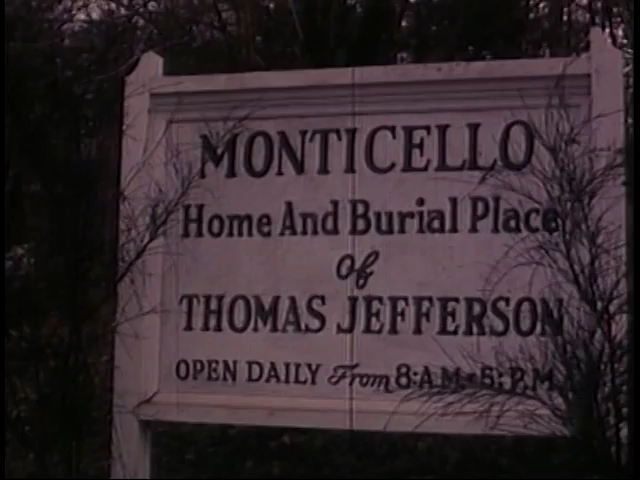 MONTICELLO
Home And Burial Place
of
THOMAS JEFFERSON
OPEN DAILY From 8:A.M-5:P.M